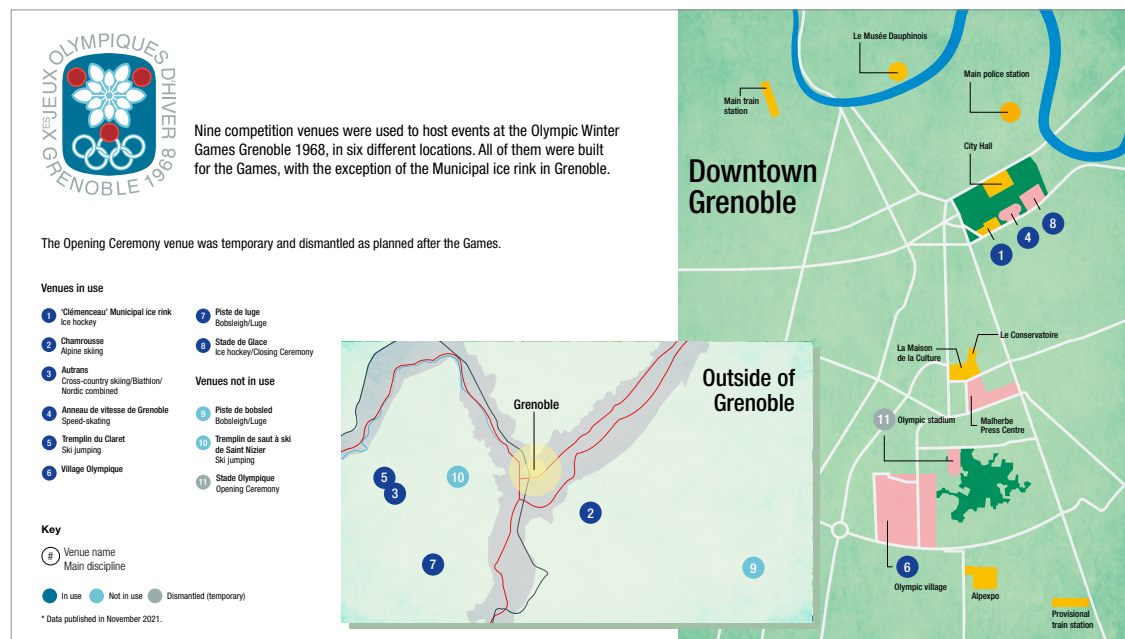 XES JEUX OLYMPIQUES D'HIVER
GRENOBLE 1968
Nine competition venues were used to host events at the Olympic Winter
Games Grenoble 1968, in six different locations. All of them were built
for the Games, with the exception of the Municipal ice rink in Grenoble.
The Opening Ceremony venue was temporary and dismantled as planned after the Games.
Venues in use
1 'Clémenceau' Municipal ice rink
Ice hockey
2 Chamrousse
Alpine skiing
3 Autrans
Cross-country skiing/Biathlon/
Nordic combined
4 Anneau de vitesse de Grenoble
Speed-skating
5 Tremplin du Claret
Ski jumping
6 Village Olympique
7 Piste de luge
Bobsleigh/Luge
8 Stade de Glace
Ice hockey/Closing Ceremony
Venues not in use
9 Piste de bobsled
Bobsleigh/Luge
10 Tremplin de saut à ski
de Saint Nizier
Ski jumping
11 Stade Olympique
Opening Ceremony
Key
# Venue name
Main discipline
In use Not in use Dismantled (temporary)
* Data published in November 2021.
Outside of
Grenoble
Grenoble
5
3
10
2
7
9
Downtown
Grenoble
Le Musée Dauphinois
Main train
station
Main police station
City Hall
8
4
1
Le Conservatoire
La Maison
de la Culture
11 Olympic stadium
Malherbe
Press Centre
6
Olympic village
Alpexpo
Provisional
train station